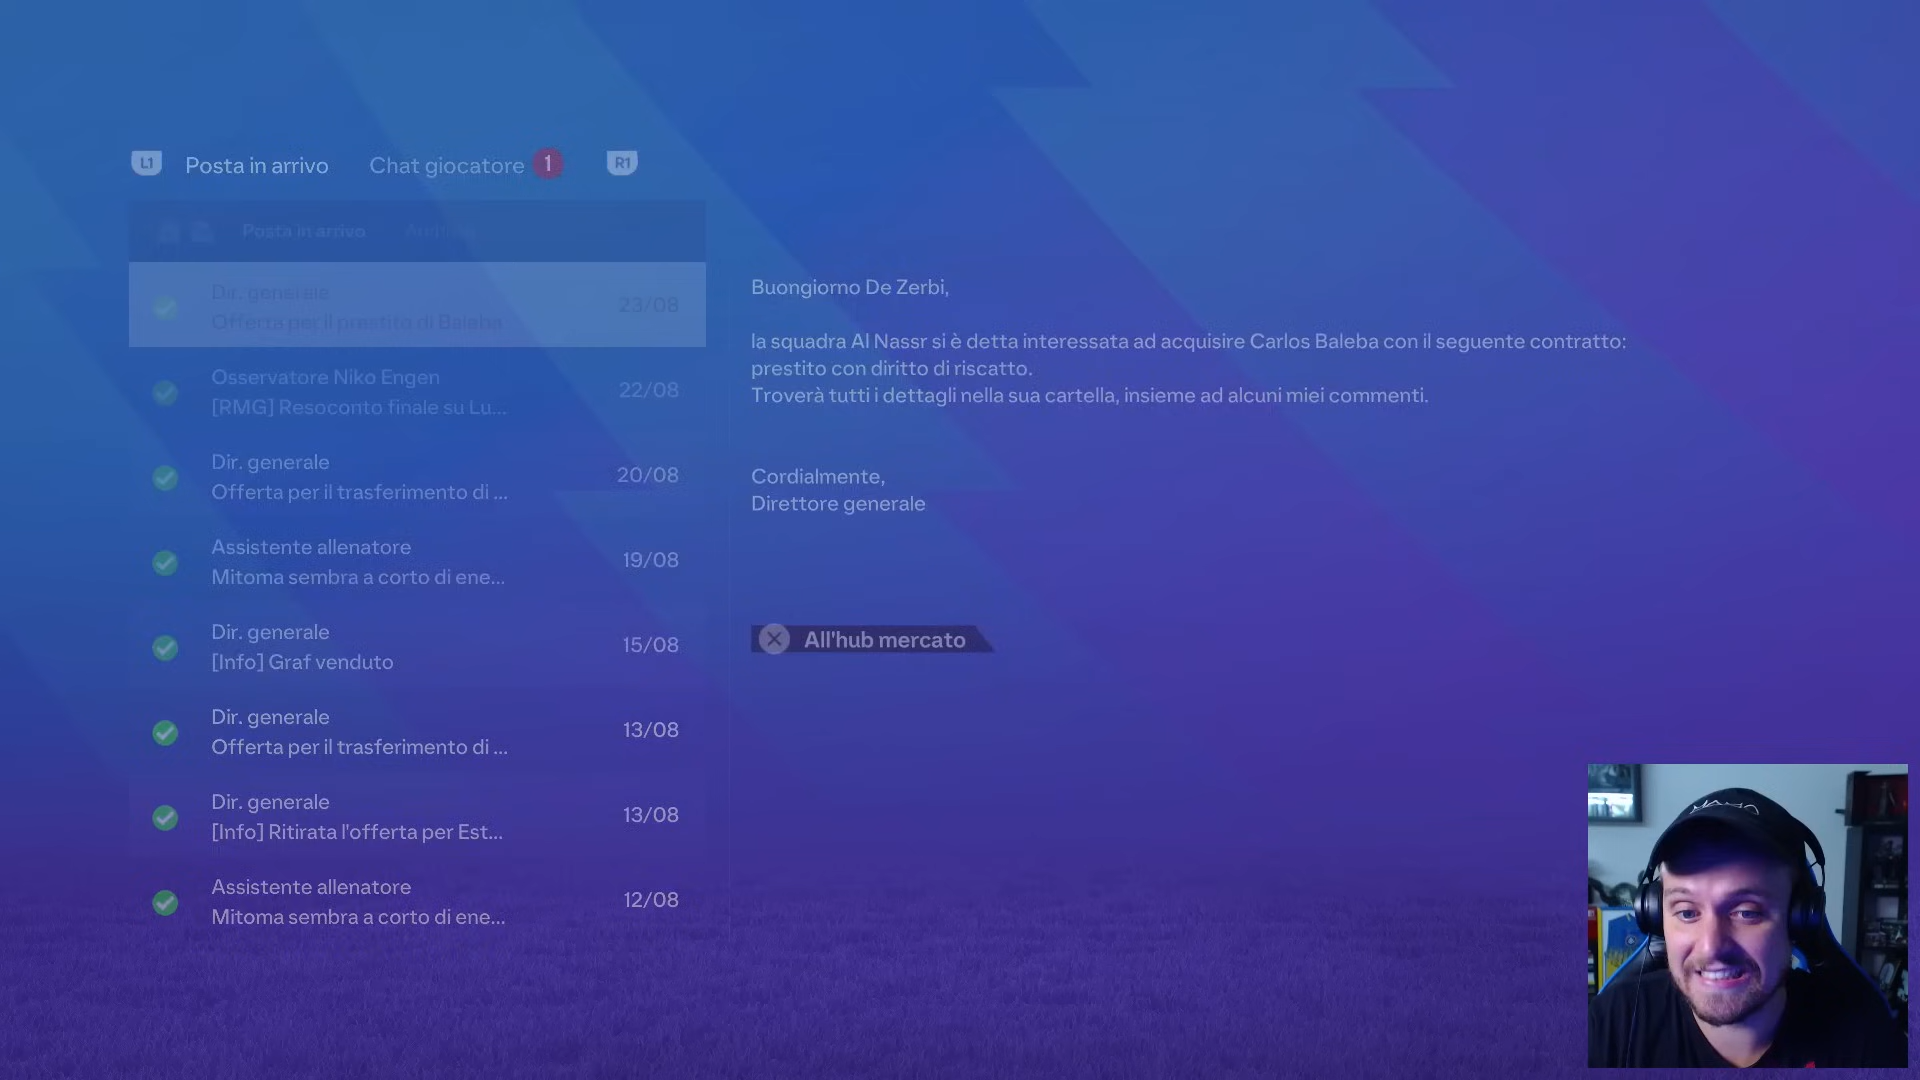 L1 Posta in arrivo Chat giocatore 1 R1
Posta in arrivo
Dir. generale
Offerta per il prestito di Baleba
23/08
Osservatore Niko Engen
[RMG] Resoconto finale su Lu...
22/08
Dir. generale
Offerta per il trasferimento di ...
20/08
Assistente allenatore
Mitoma sembra a corto di ene...
19/08
Dir. generale
[Info] Graf venduto
15/08
Dir. generale
Offerta per il trasferimento di ...
13/08
Dir. generale
[Info] Ritirata l'offerta per Est...
13/08
Assistente allenatore
Mitoma sembra a corto di ene...
12/08
Buongiorno De Zerbi,
la squadra Al Nassr si è detta interessata ad acquisire Carlos Baleba con il seguente contratto:
prestito con diritto di riscatto.
Troverà tutti i dettagli nella sua cartella, insieme ad alcuni miei commenti.
Cordialmente,
Direttore generale
All'hub mercato